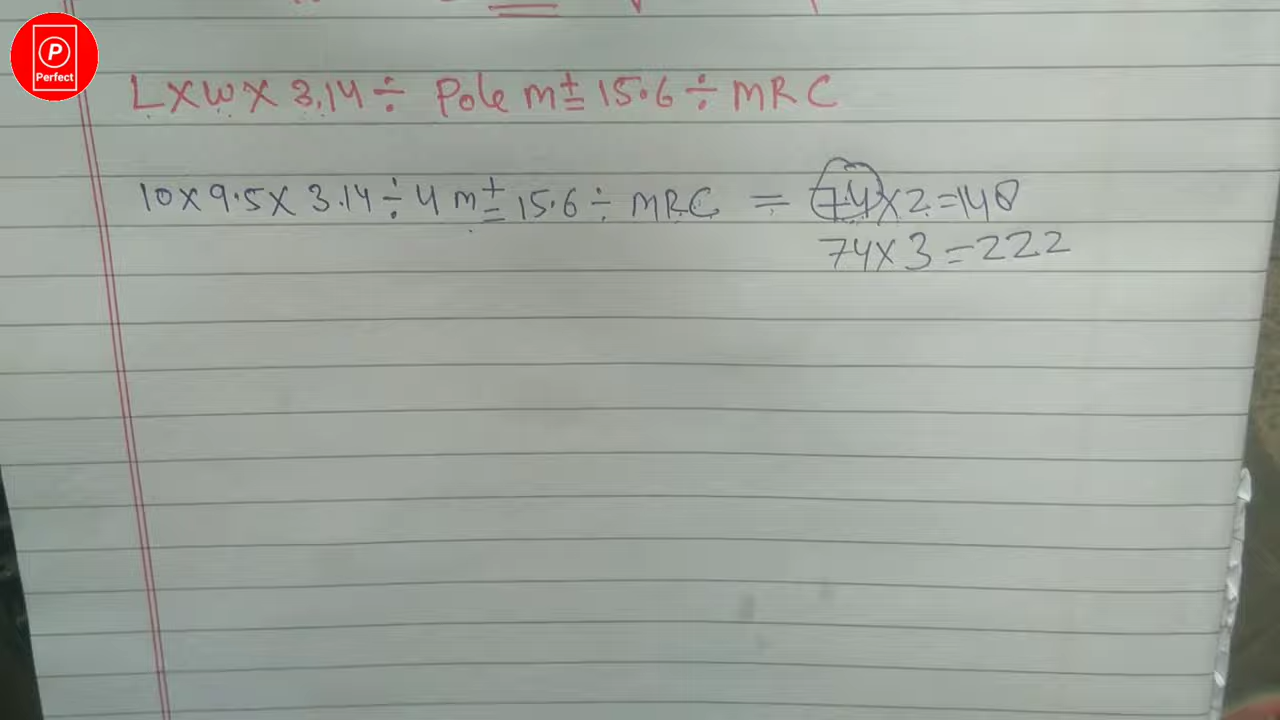 P
Perfect
L X W X 3.14 ÷ Pole m± 15.6 ÷ MRC
10 X 9.5 X 3.14 ÷ 4 m± 15.6 ÷ MRC = 74 X 2 = 148
74 X 3 = 222